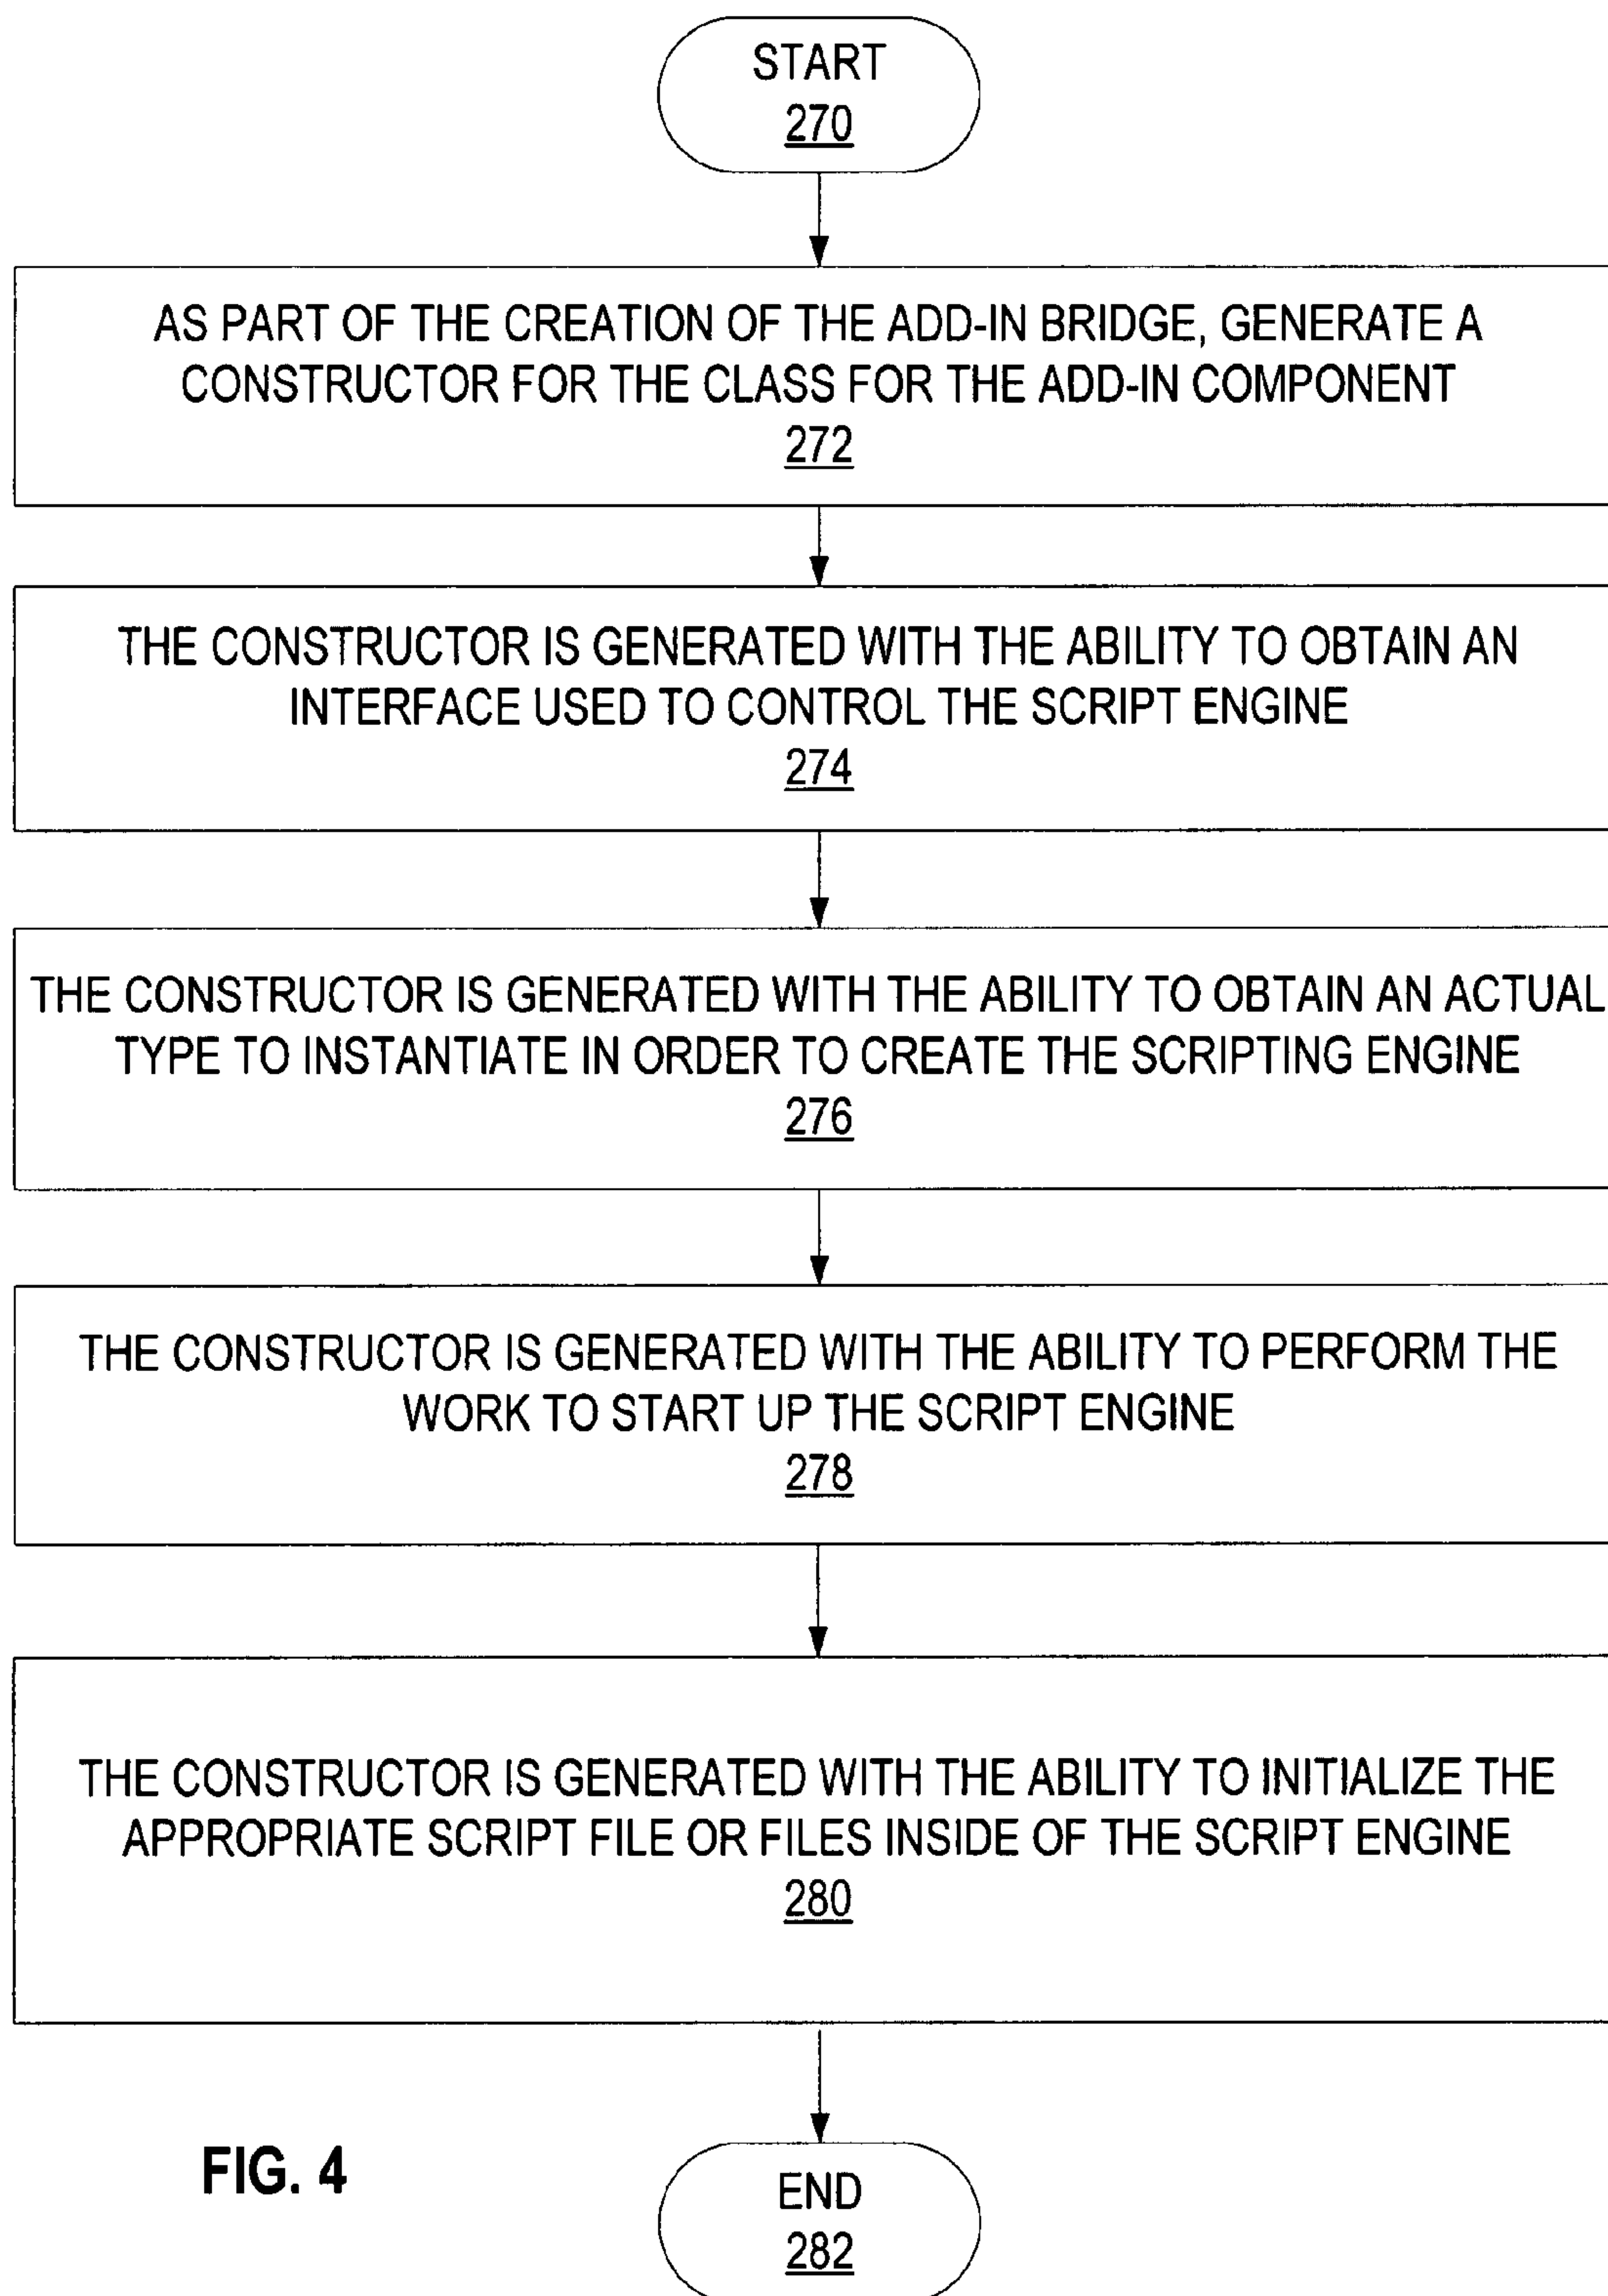 START
270
AS PART OF THE CREATION OF THE ADD-IN BRIDGE, GENERATE A
CONSTRUCTOR FOR THE CLASS FOR THE ADD-IN COMPONENT
272
THE CONSTRUCTOR IS GENERATED WITH THE ABILITY TO OBTAIN AN
INTERFACE USED TO CONTROL THE SCRIPT ENGINE
274
THE CONSTRUCTOR IS GENERATED WITH THE ABILITY TO OBTAIN AN ACTUAL
TYPE TO INSTANTIATE IN ORDER TO CREATE THE SCRIPTING ENGINE
276
THE CONSTRUCTOR IS GENERATED WITH THE ABILITY TO PERFORM THE
WORK TO START UP THE SCRIPT ENGINE
278
THE CONSTRUCTOR IS GENERATED WITH THE ABILITY TO INITIALIZE THE
APPROPRIATE SCRIPT FILE OR FILES INSIDE OF THE SCRIPT ENGINE
280
FIG. 4
END
282